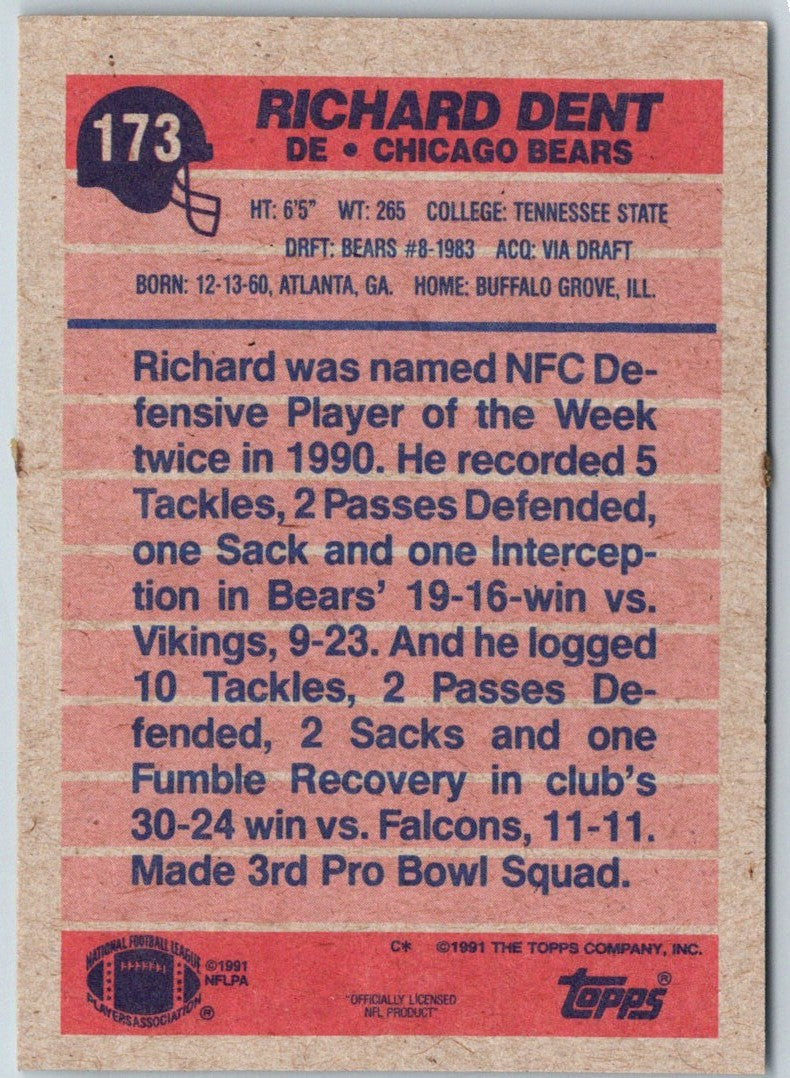 173
RICHARD DENT
DE • CHICAGO BEARS
HT: 6'5" WT: 265 COLLEGE: TENNESSEE STATE
DRFT: BEARS #8-1983 ACQ: VIA DRAFT
BORN: 12-13-60, ATLANTA, GA. HOME: BUFFALO GROVE, ILL.
Richard was named NFC De-
fensive Player of the Week
twice in 1990. He recorded 5
Tackles, 2 Passes Defended,
one Sack and one Intercep-
tion in Bears' 19-16-win vs.
Vikings, 9-23. And he logged
10 Tackles, 2 Passes De-
fended, 2 Sacks and one
Fumble Recovery in club's
30-24 win vs. Falcons, 11-11.
Made 3rd Pro Bowl Squad.
NATIONAL FOOTBALL LEAGUE
PLAYERS ASSOCIATION ®
©1991
NFLPA
C* ©1991 THE TOPPS COMPANY, INC.
"OFFICIALLY LICENSED
NFL PRODUCT"
topps®